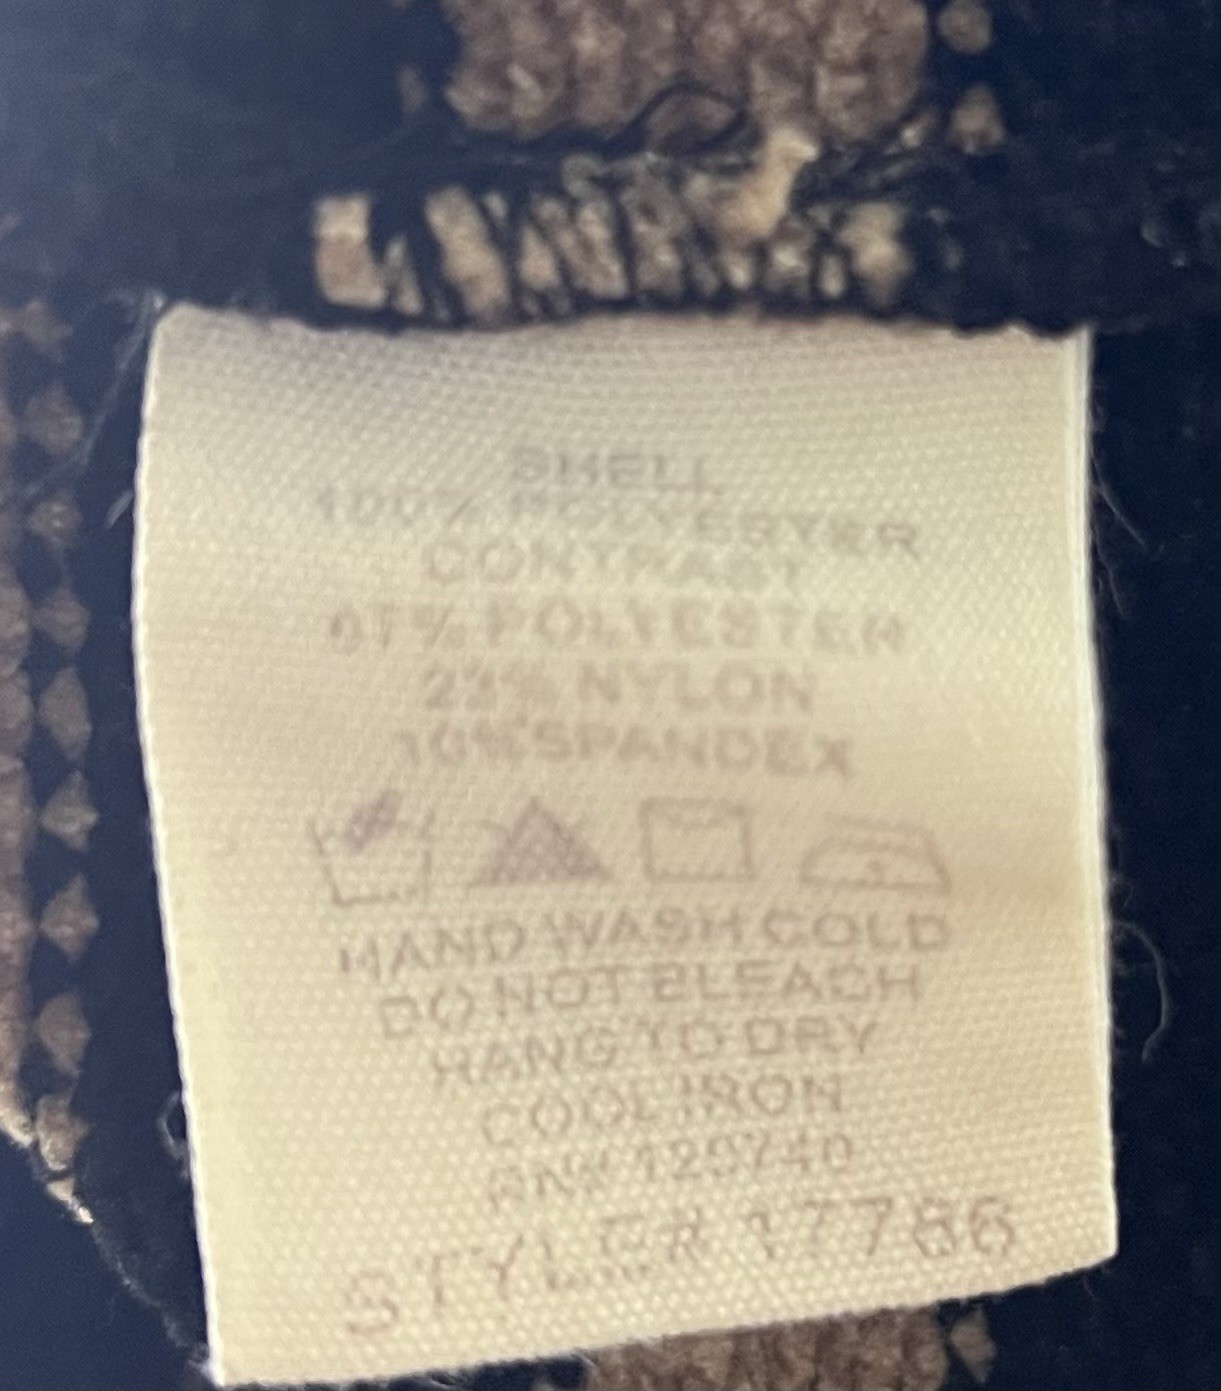 SHELL
100% POLYESTER
CONTRAST
67% POLYESTER
23% NYLON
10% SPANDEX
HAND WASH COLD
DO NOT BLEACH
HANG TO DRY
COOL IRON
RN#
STYLE# 17766